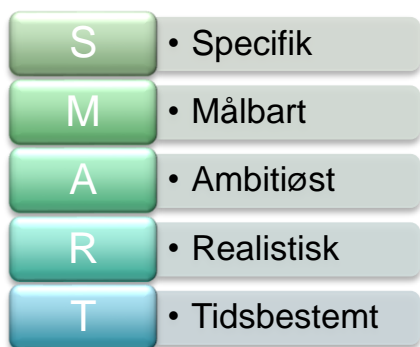 S • Specifik
M • Målbart
A • Ambitiøst
R • Realistisk
T • Tidsbestemt